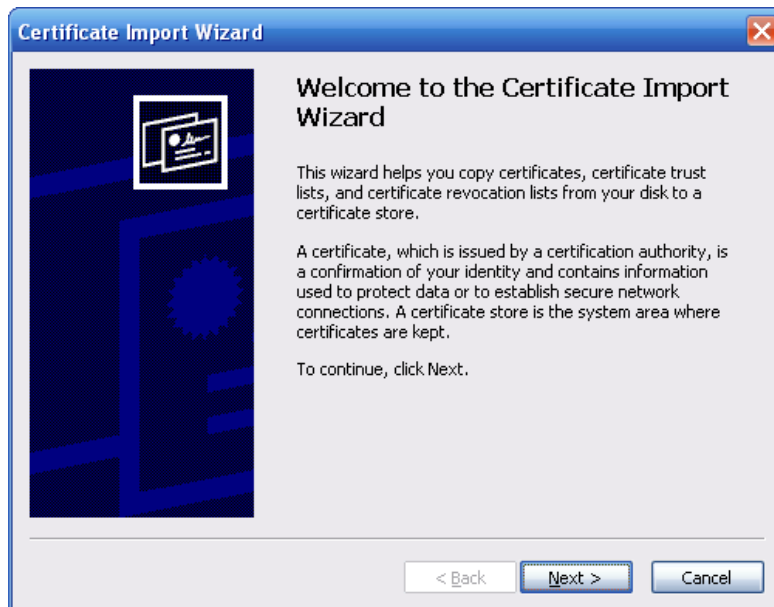 Certificate Import Wizard
Welcome to the Certificate Import
Wizard
This wizard helps you copy certificates, certificate trust
lists, and certificate revocation lists from your disk to a
certificate store.
A certificate, which is issued by a certification authority, is
a confirmation of your identity and contains information
used to protect data or to establish secure network
connections. A certificate store is the system area where
certificates are kept.
To continue, click Next.
< Back
Next >
Cancel